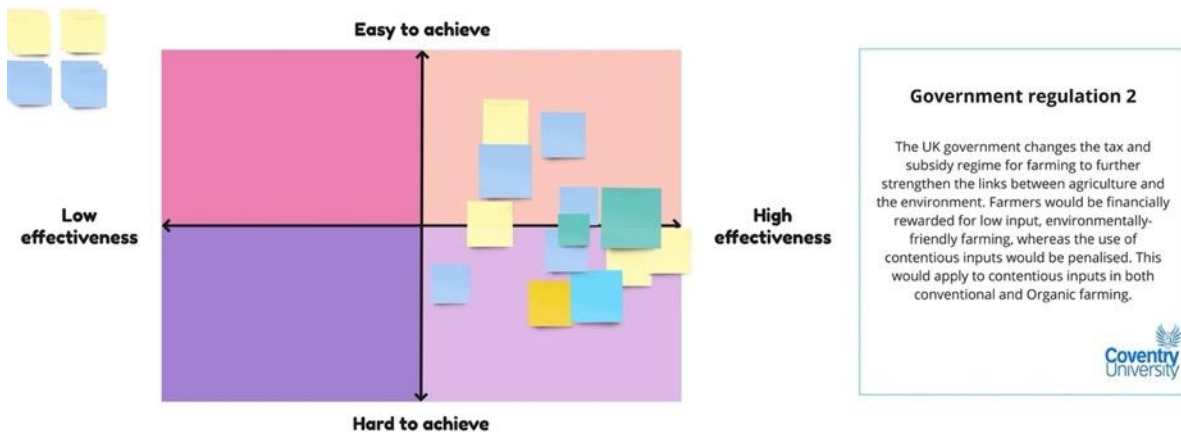 Easy to achieve
Low
effectiveness
High
effectiveness
Hard to achieve
Government regulation 2
The UK government changes the tax and
subsidy regime for farming to further
strengthen the links between agriculture and
the environment. Farmers would be financially
rewarded for low input, environmentally-
friendly farming, whereas the use of
contentious inputs would be penalised. This
would apply to contentious inputs in both
conventional and Organic farming.
Coventry
University